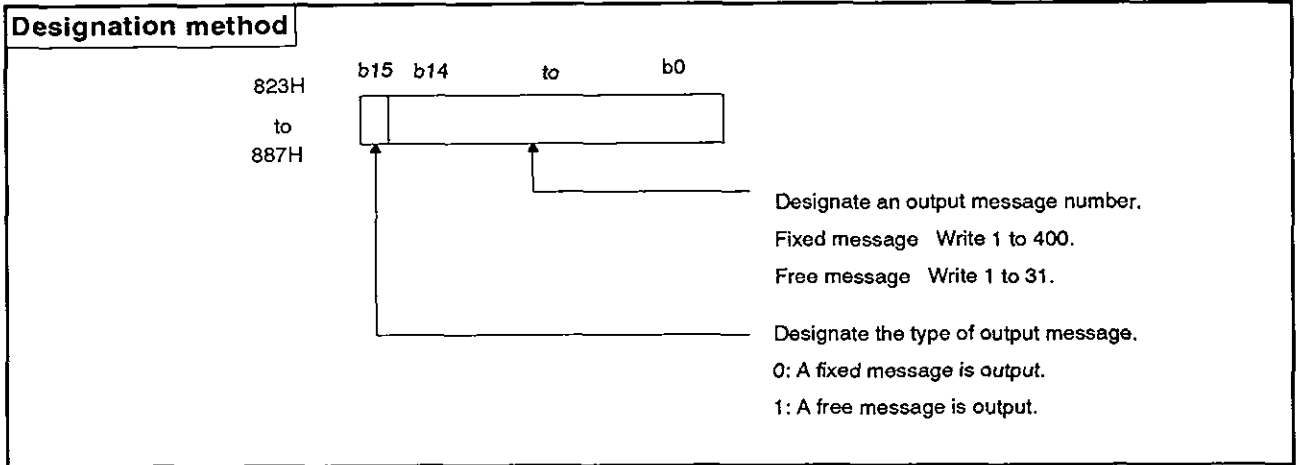 Designation method
b15 b14 to b0
823H
to
887H
Designate an output message number.
Fixed message Write 1 to 400.
Free message Write 1 to 31.
Designate the type of output message.
0: A fixed message is output.
1: A free message is output.